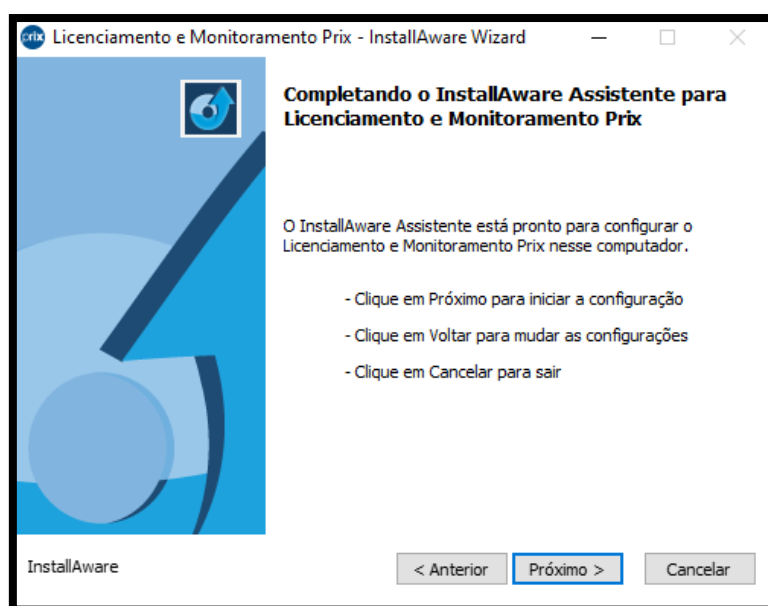 prix Licenciamento e Monitoramento Prix - InstallAware Wizard
Completando o InstallAware Assistente para
Licenciamento e Monitoramento Prix
O InstallAware Assistente está pronto para configurar o
Licenciamento e Monitoramento Prix nesse computador.
- Clique em Próximo para iniciar a configuração
- Clique em Voltar para mudar as configurações
- Clique em Cancelar para sair
InstallAware
< Anterior Próximo > Cancelar